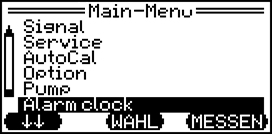 Main-Menu
Signal
Service
AutoCal
Option
Pump
Alarm clock
↓↓ WAHL MESSEN